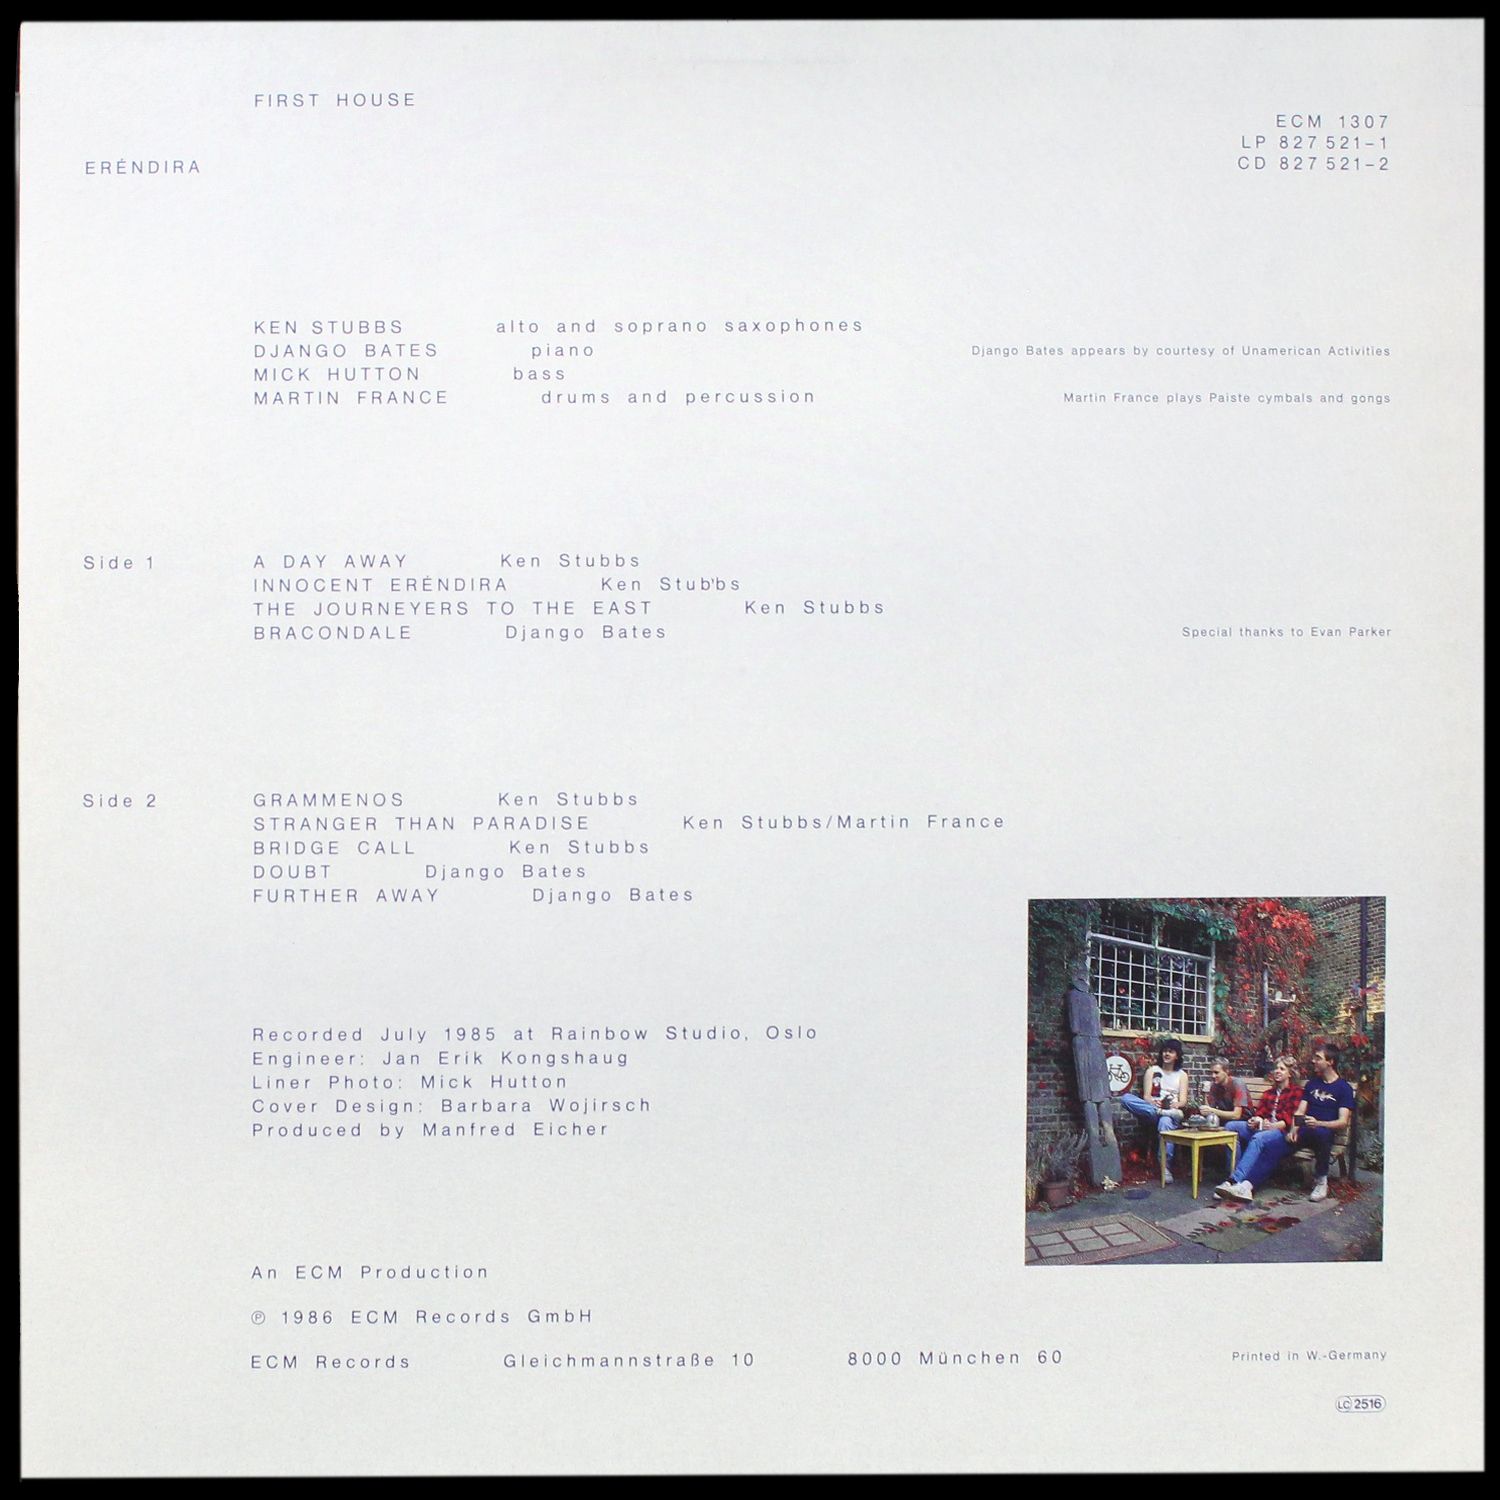 FIRST HOUSE
ECM 1307
LP 827 521–1
CD 827 521–2
ERÉNDIRA
KEN STUBBS alto and soprano saxophones
DJANGO BATES piano Django Bates appears by courtesy of Unamerican Activities
MICK HUTTON bass
MARTIN FRANCE drums and percussion Martin France plays Paiste cymbals and gongs
Side 1 A DAY AWAY Ken Stubbs
INNOCENT ERÉNDIRA Ken Stubbs
THE JOURNEYERS TO THE EAST Ken Stubbs
BRACONDALE Django Bates Special thanks to Evan Parker
Side 2 GRAMMENOS Ken Stubbs
STRANGER THAN PARADISE Ken Stubbs/Martin France
BRIDGE CALL Ken Stubbs
DOUBT Django Bates
FURTHER AWAY Django Bates
Recorded July 1985 at Rainbow Studio, Oslo
Engineer: Jan Erik Kongshaug
Liner Photo: Mick Hutton
Cover Design: Barbara Wojirsch
Produced by Manfred Eicher
An ECM Production
℗ 1986 ECM Records GmbH
ECM Records Gleichmannstraße 10 8000 München 60 Printed in W.-Germany
LC 2516